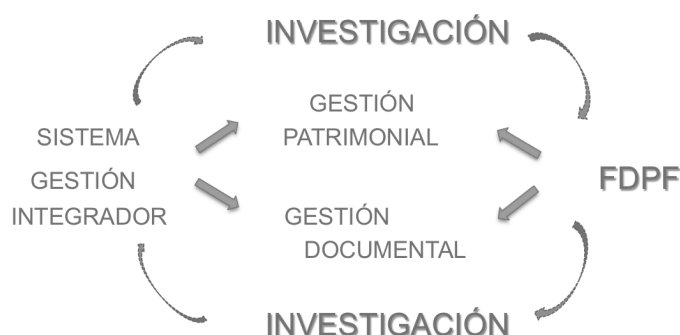 INVESTIGACIÓN
GESTIÓN
PATRIMONIAL
SISTEMA
GESTIÓN
INTEGRADOR
FDPF
GESTIÓN
DOCUMENTAL
INVESTIGACIÓN